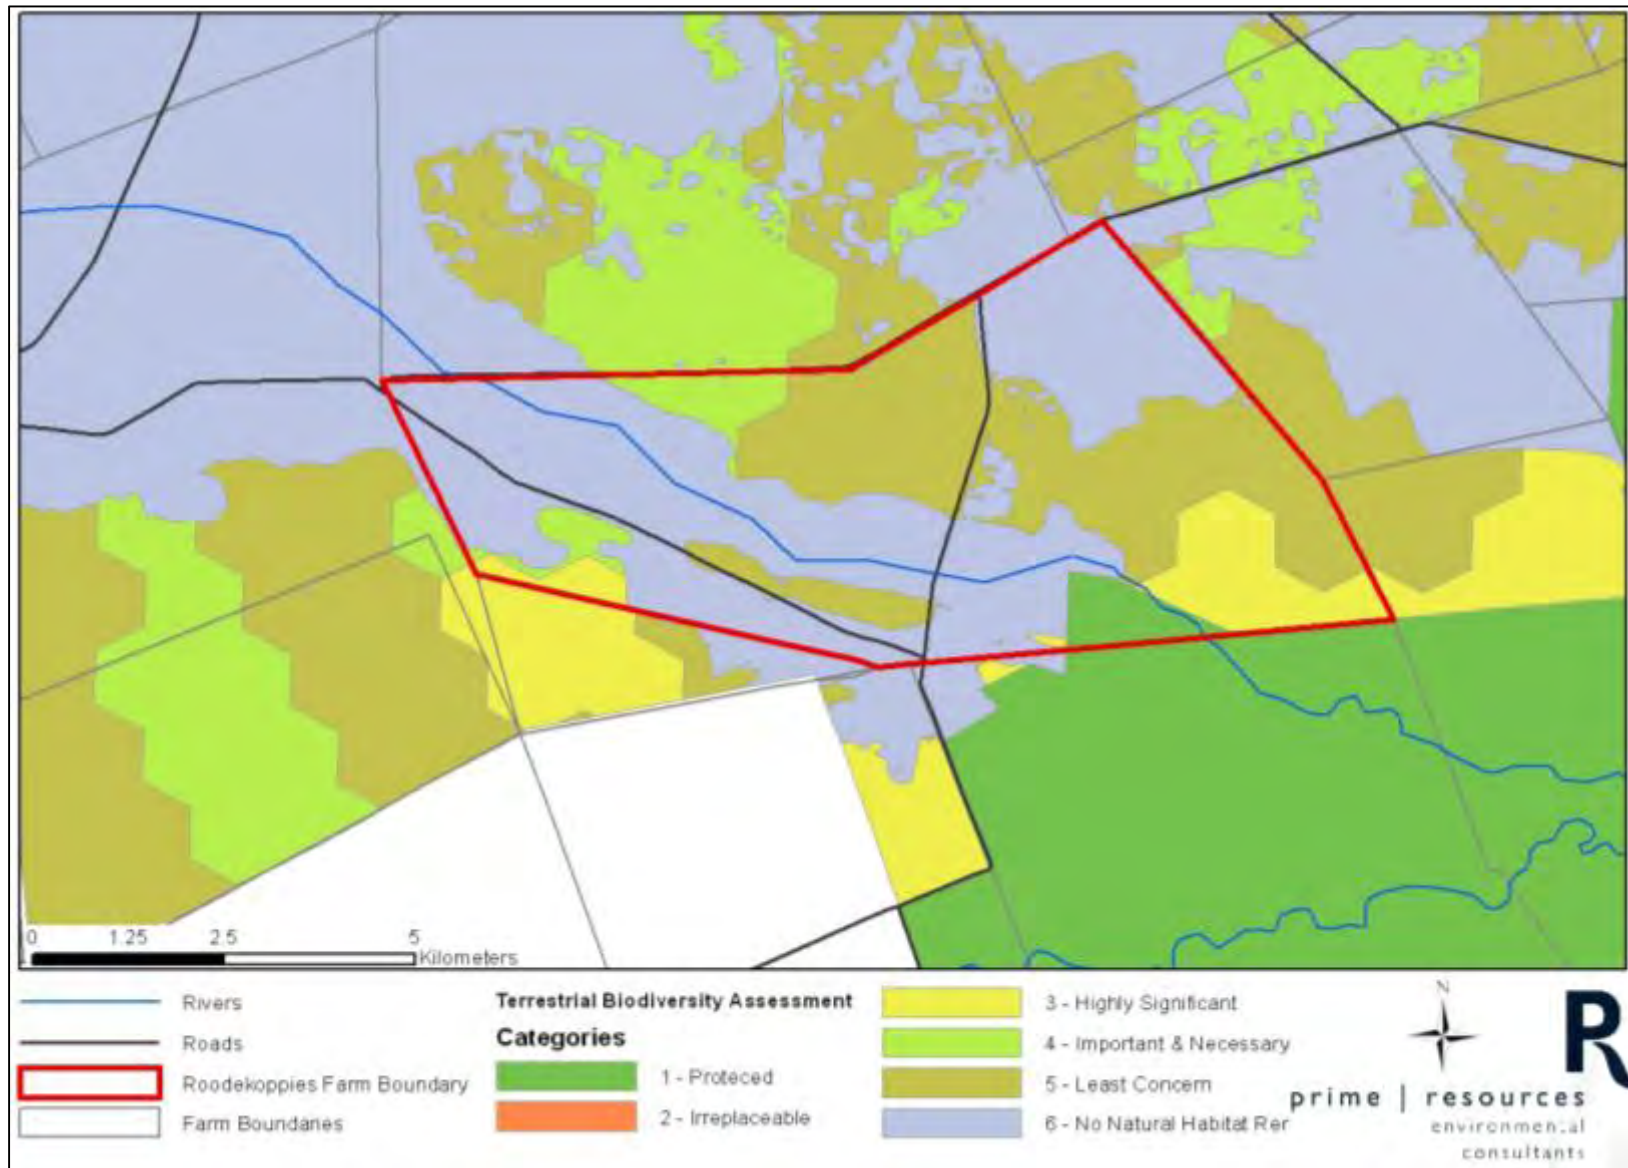 0 1.25 2.5 5
Kilometers
Rivers
Roads
Roodekoppies Farm Boundary
Farm Boundaries
Terrestrial Biodiversity Assessment
Categories
1 - Proteced
2 - Irreplaceable
3 - Highly Significant
4 - Important & Necessary
5 - Least Concern
6 - No Natural Habitat Rer
N
R
prime | resources
environmental
consultants